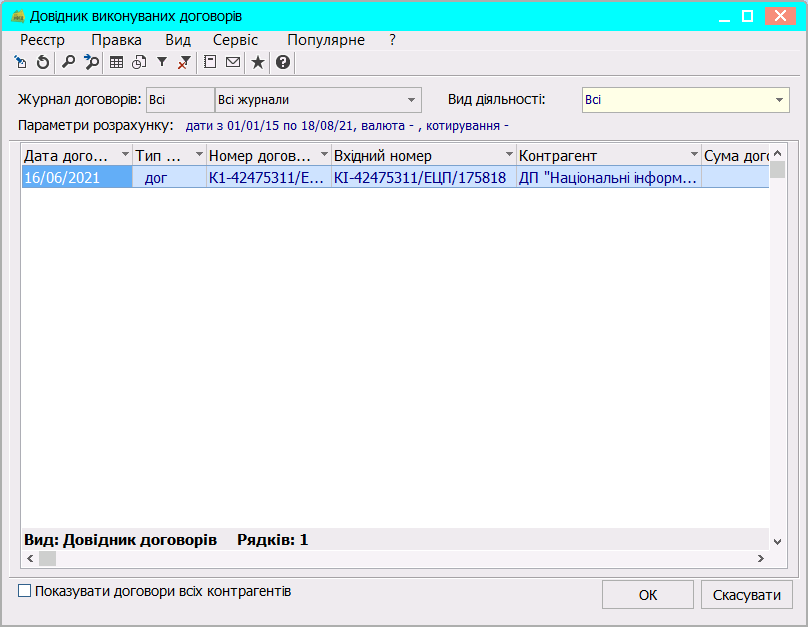 Довідник виконуваних договорів
Реєстр Правка Вид Сервіс Популярне ?
Журнал договорів: Всі Всі журнали Вид діяльності: Всі
Параметри розрахунку: дати з 01/01/15 по 18/08/21, валюта - , котирування -
Дата дого... Тип ... Номер догов... Вхідний номер Контрагент Сума дог
16/06/2021 дог К1-42475311/Е... КІ-42475311/ЕЦП/175818 ДП "Національні інформ...
Вид: Довідник договорів Рядків: 1
Показувати договори всіх контрагентів ОК Скасувати